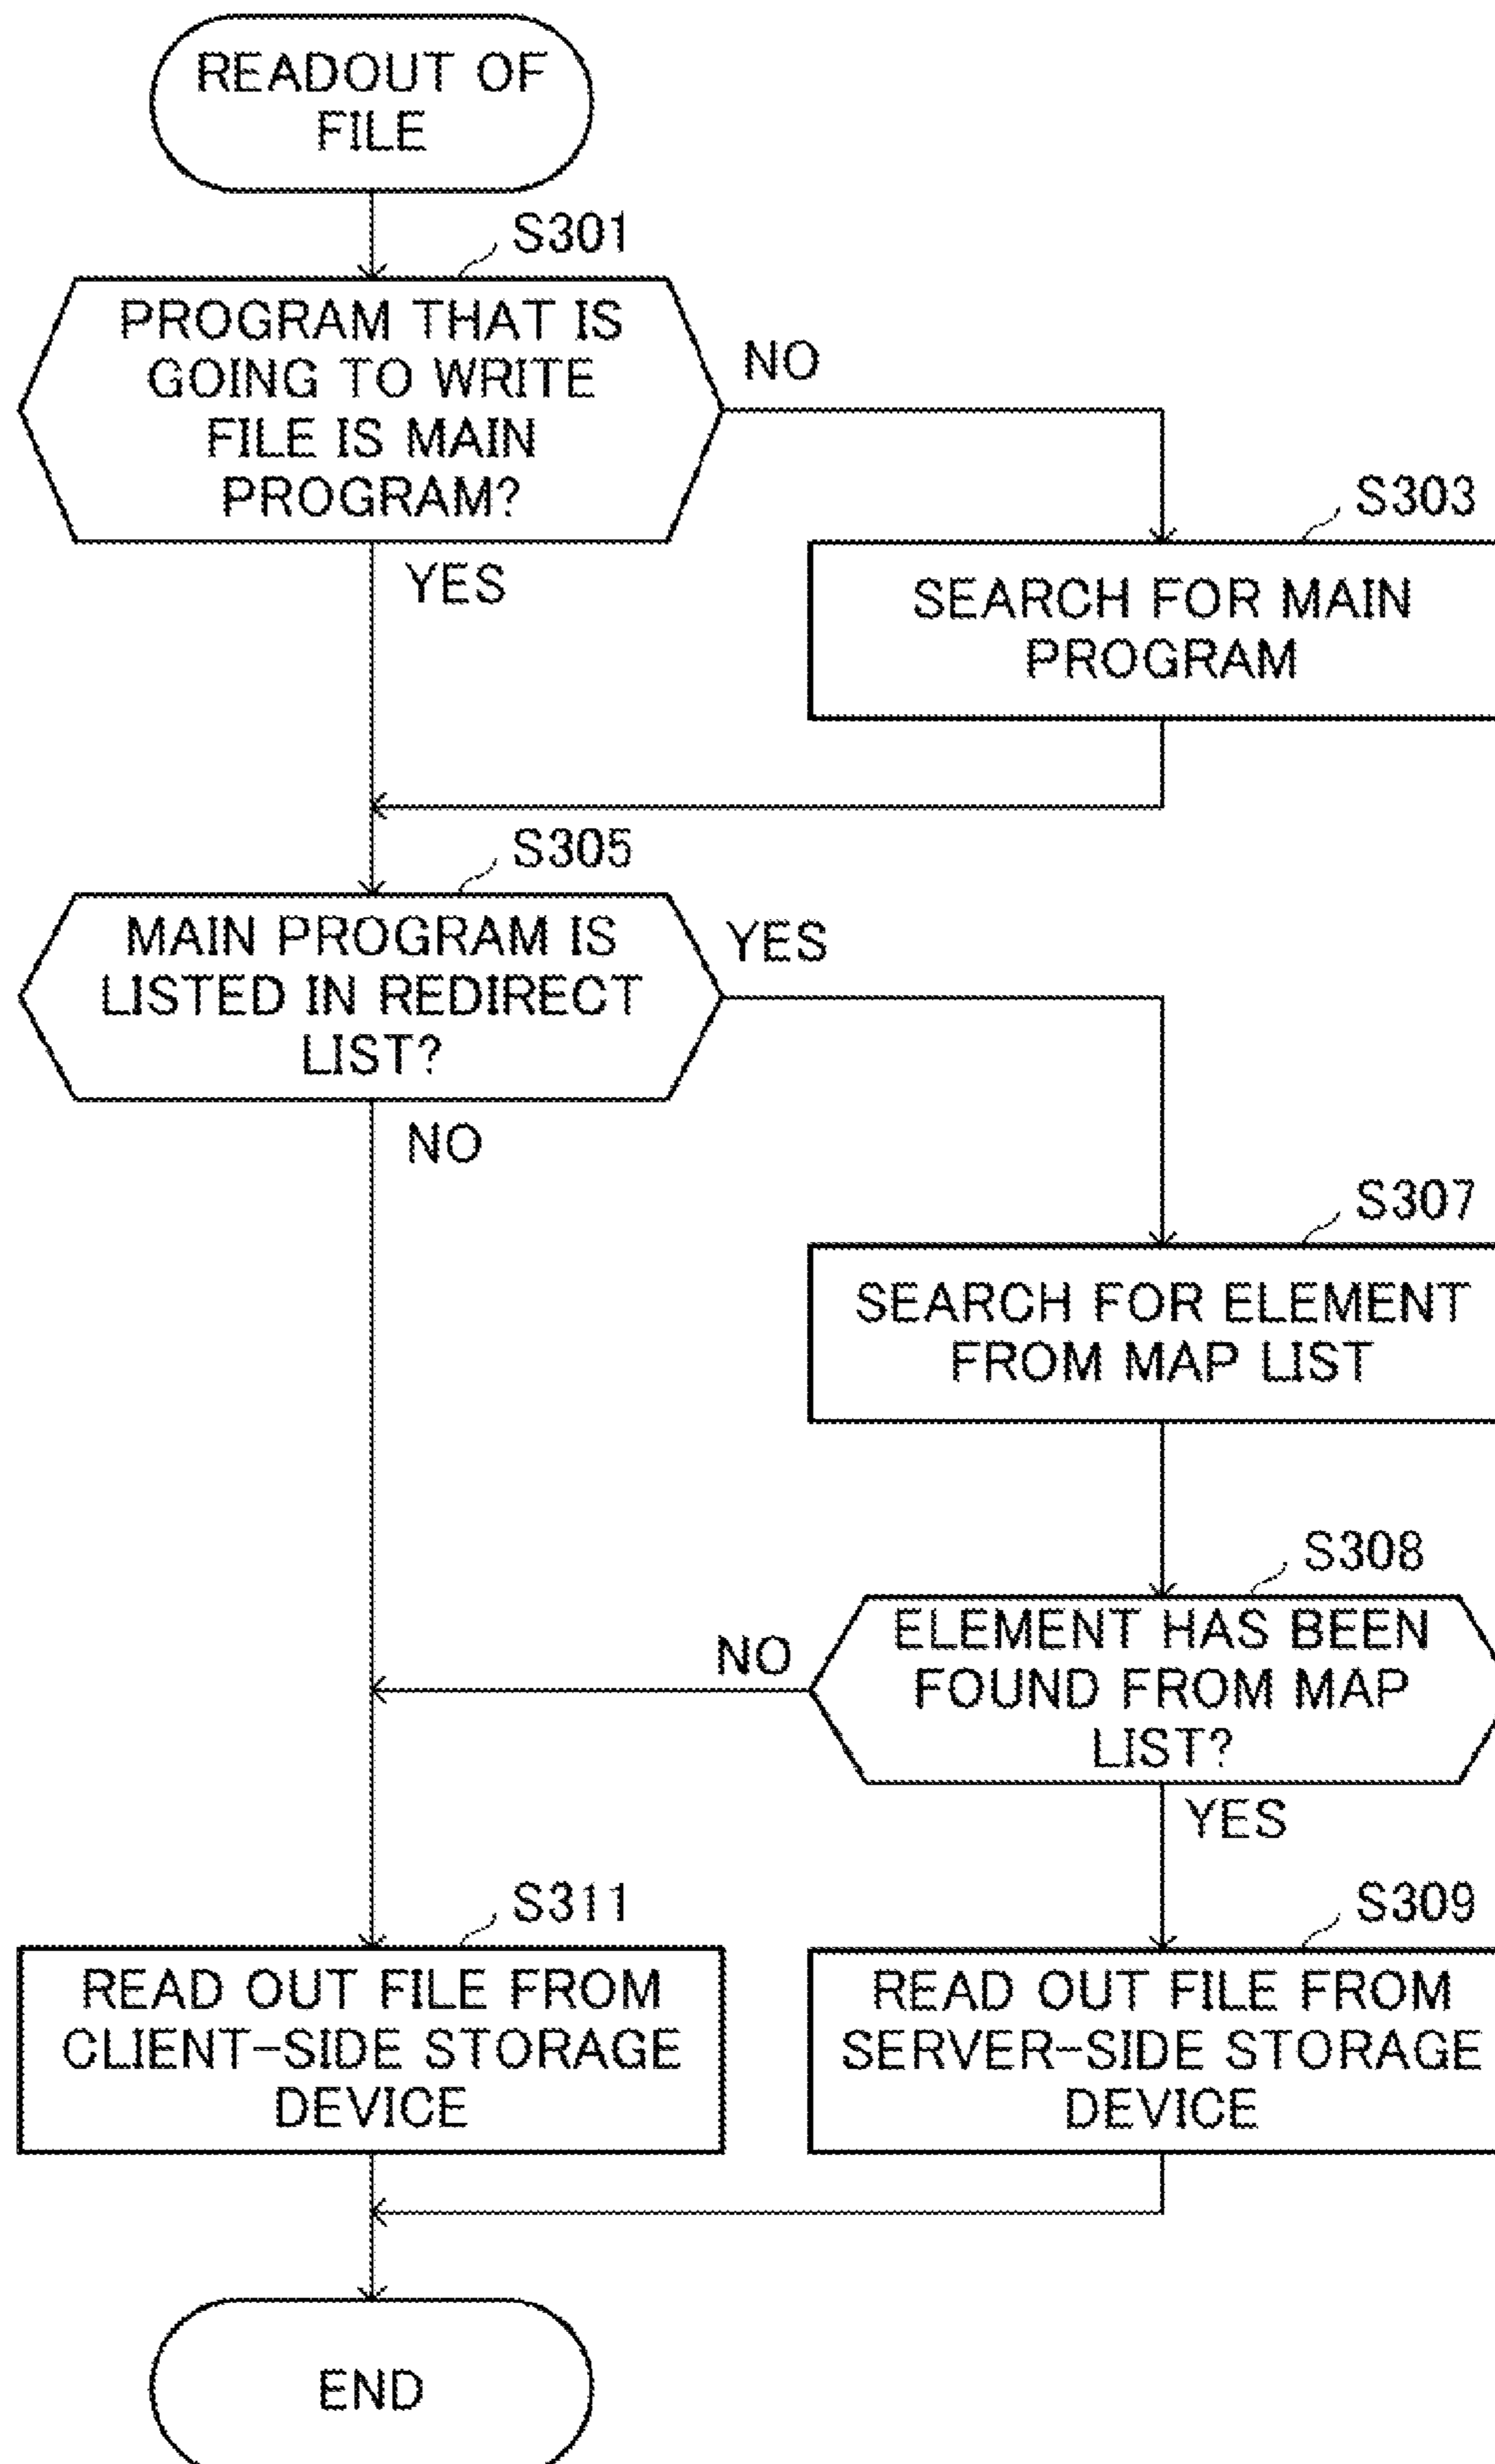 READOUT OF
FILE
S301
PROGRAM THAT IS
GOING TO WRITE
FILE IS MAIN
PROGRAM?
NO
YES
S303
SEARCH FOR MAIN
PROGRAM
S305
MAIN PROGRAM IS
LISTED IN REDIRECT
LIST?
YES
NO
S307
SEARCH FOR ELEMENT
FROM MAP LIST
S308
ELEMENT HAS BEEN
FOUND FROM MAP
LIST?
NO
YES
S311
READ OUT FILE FROM
CLIENT-SIDE STORAGE
DEVICE
S309
READ OUT FILE FROM
SERVER-SIDE STORAGE
DEVICE
END